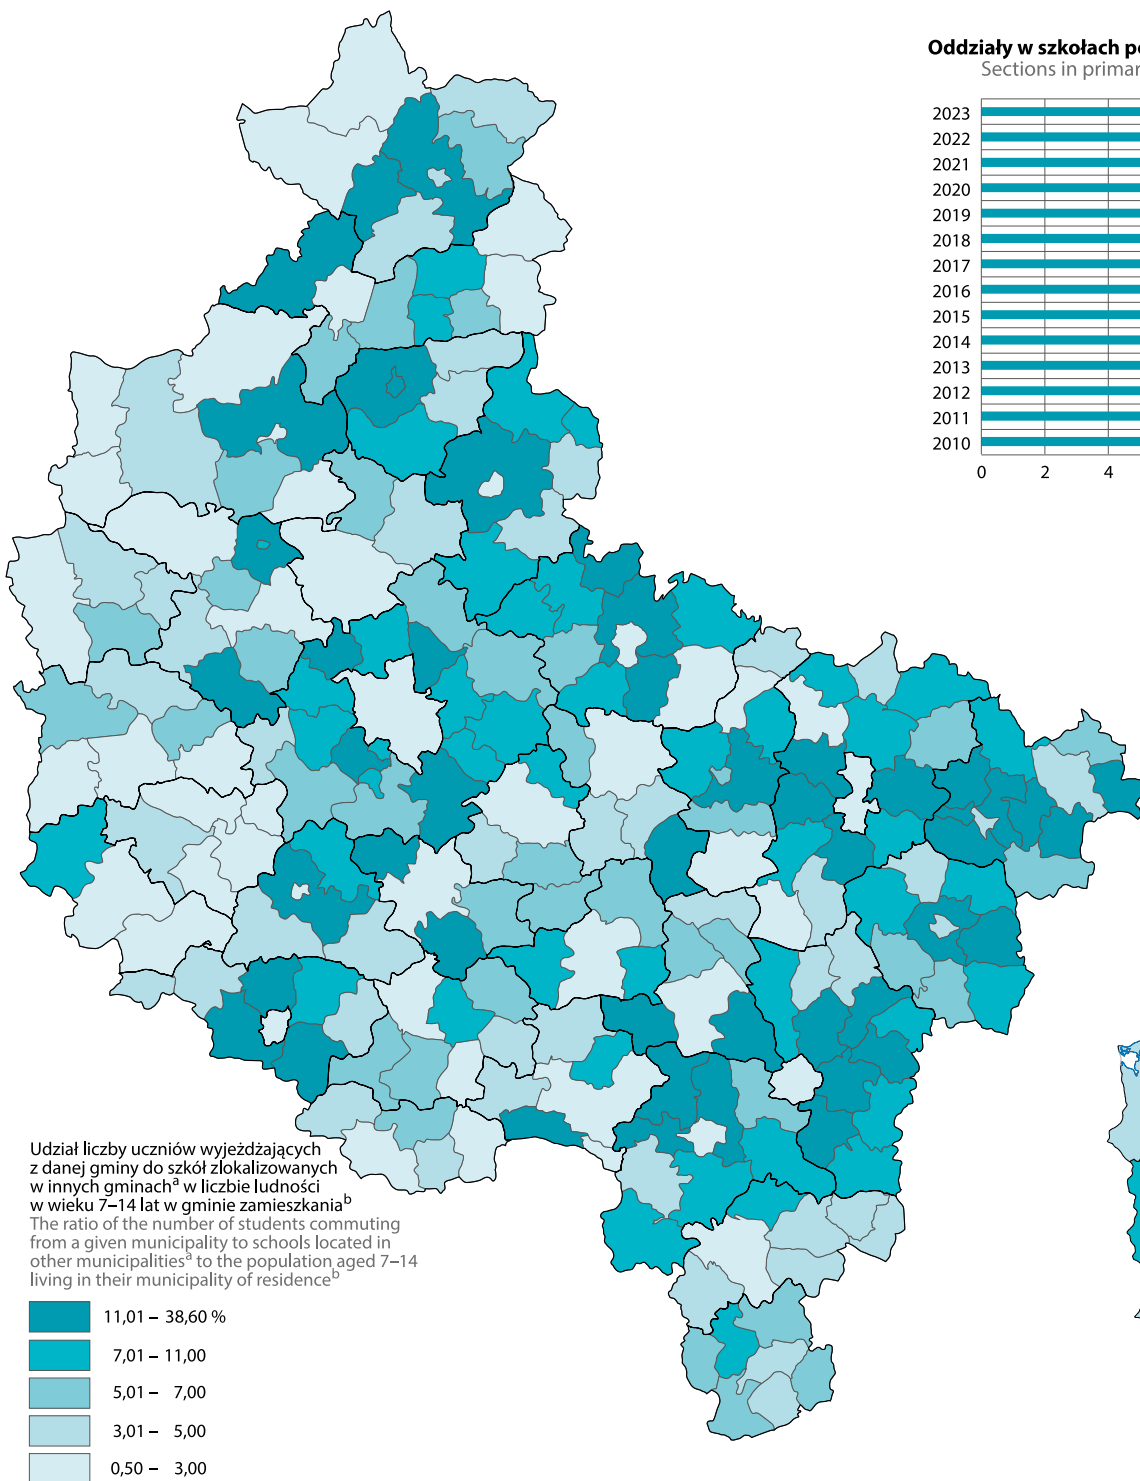 Oddziały w szkołach
Sections in primar
2023
2022
2021
2020
2019
2018
2017
2016
2015
2014
2013
2012
2011
2010
0 2 4
Udział liczby uczniów wyjeżdżających
z danej gminy do szkół zlokalizowanych
w innych gminachᵃ w liczbie ludności
w wieku 7–14 lat w gminie zamieszkaniaᵇ
The ratio of the number of students commuting
from a given municipality to schools located in
other municipalitiesᵃ to the population aged 7–14
living in their municipality of residenceᵇ
11,01 – 38,60 %
7,01 – 11,00
5,01 – 7,00
3,01 – 5,00
0,50 – 3,00